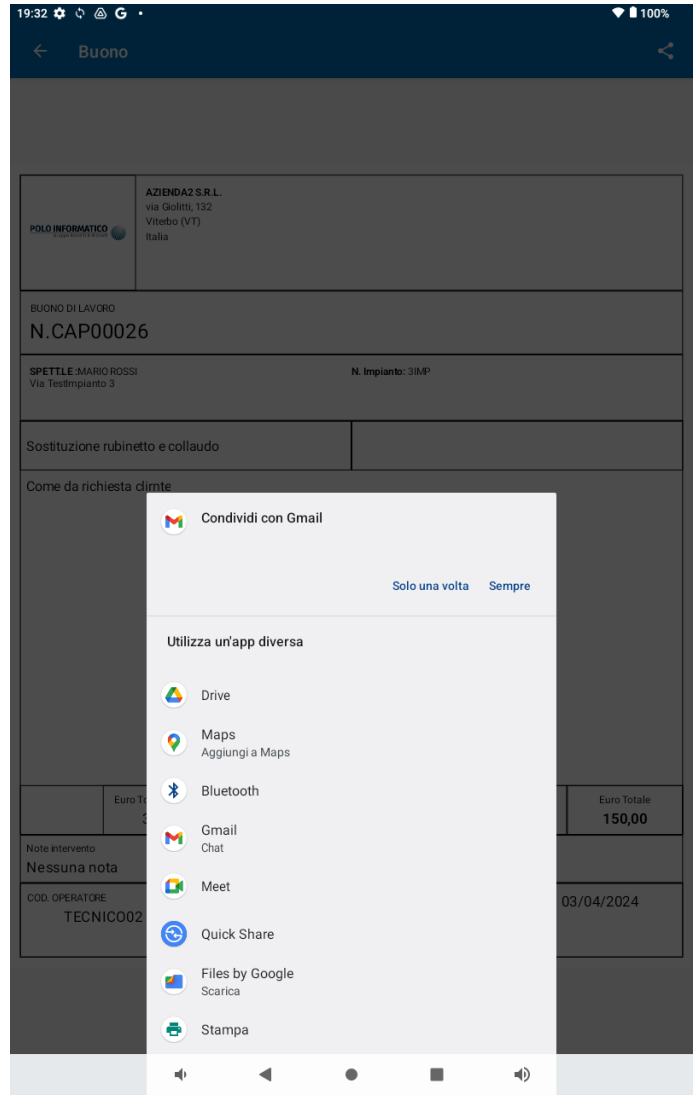 19:32
100%
Buono
POLO INFORMATICO
AZIENDA2 S.R.L.
via Giolitti, 132
Viterbo (VT)
Italia
BUONO DI LAVORO
N.CAP00026
SPETT.LE :MARIO ROSSI
N. Impianto: 3IMP
Via TestImpianto 3
Sostituzione rubinetto e collaudo
Come da richiesta clirnte
Condividi con Gmail
Solo una volta Sempre
Utilizza un'app diversa
Drive
Maps
Aggiungi a Maps
Bluetooth
Gmail
Chat
Meet
Quick Share
Files by Google
Scarica
Stampa
Euro
Euro Totale
150,00
Note intervento
Nessuna nota
COD. OPERATORE
TECNICO02
03/04/2024